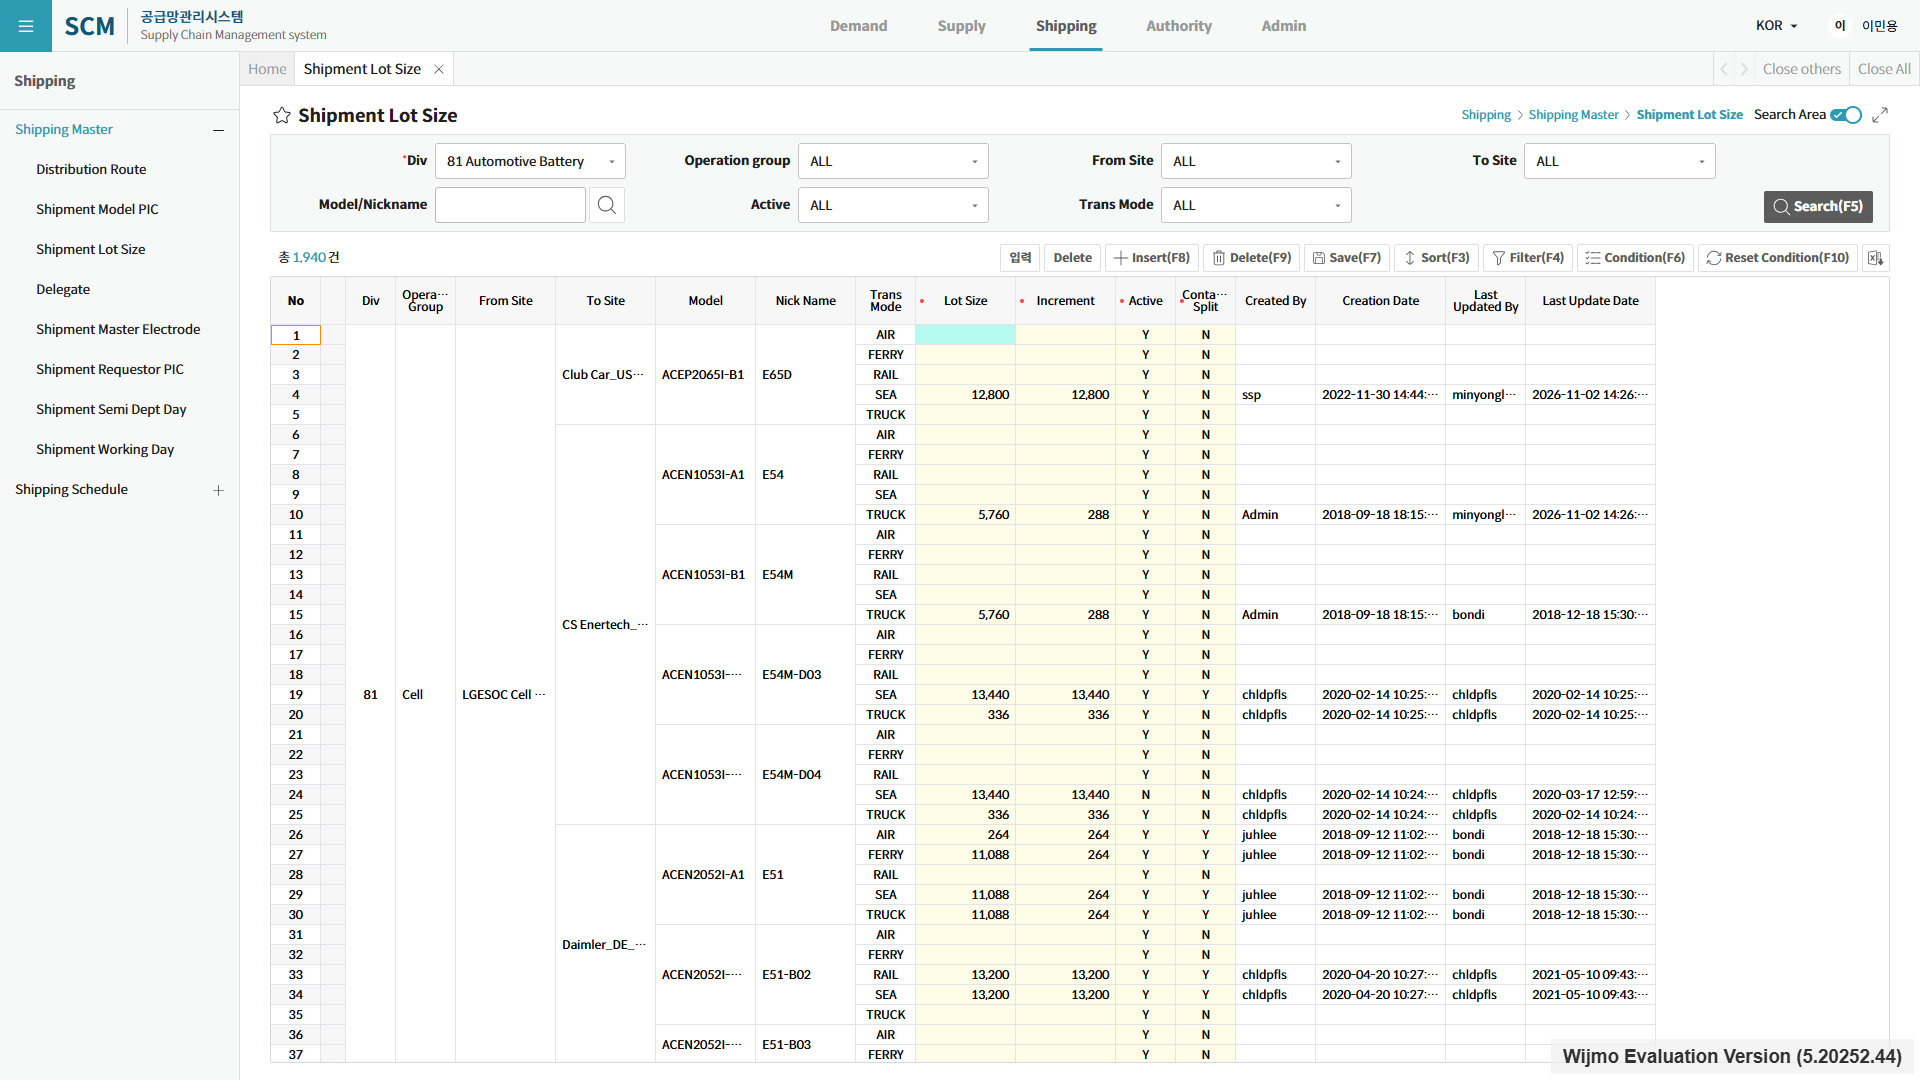 SCM
공급망관리시스템
Supply Chain Management system
Demand
Supply
Shipping
Authority
Admin
KOR
이
이민용
Shipping
Home
Shipment Lot Size
Close others
Close All
Shipping Master
Distribution Route
Shipment Model PIC
Shipment Lot Size
Delegate
Shipment Master Electrode
Shipment Requestor PIC
Shipment Semi Dept Day
Shipment Working Day
Shipping Schedule
Shipment Lot Size
Shipping > Shipping Master > Shipment Lot Size
Search Area
*Div 81 Automotive Battery
Operation group ALL
From Site ALL
To Site ALL
Model/Nickname
Active ALL
Trans Mode ALL
Search(F5)
총 1,940 건
입력
Delete
Insert(F8)
Delete(F9)
Save(F7)
Sort(F3)
Filter(F4)
Condition(F6)
Reset Condition(F10)
No Div Opera··· Group From Site To Site Model Nick Name Trans Mode Lot Size Increment Active Conta··· Split Created By Creation Date Last Updated By Last Update Date
1 AIR Y N
2 FERRY Y N
3 Club Car_US··· ACEP2065I-B1 E65D RAIL Y N
4 SEA 12,800 12,800 Y N ssp 2022-11-30 14:44:··· minyongl··· 2026-11-02 14:26:···
5 TRUCK Y N
6 AIR Y N
7 FERRY Y N
8 ACEN1053I-A1 E54 RAIL Y N
9 SEA Y N
10 TRUCK 5,760 288 Y N Admin 2018-09-18 18:15:··· minyongl··· 2026-11-02 14:26:···
11 AIR Y N
12 FERRY Y N
13 ACEN1053I-B1 E54M RAIL Y N
14 SEA Y N
15 TRUCK 5,760 288 Y N Admin 2018-09-18 18:15:··· bondi 2018-12-18 15:30:···
CS Enertech_···
16 AIR Y N
17 FERRY Y N
18 ACEN1053I-··· E54M-D03 RAIL Y N
19 81 Cell LGESOC Cell ··· SEA 13,440 13,440 Y Y chldpfls 2020-02-14 10:25:··· chldpfls 2020-02-14 10:25:···
20 TRUCK 336 336 Y N chldpfls 2020-02-14 10:25:··· chldpfls 2020-02-14 10:25:···
21 AIR Y N
22 FERRY Y N
23 ACEN1053I-··· E54M-D04 RAIL Y N
24 SEA 13,440 13,440 N N chldpfls 2020-02-14 10:24:··· chldpfls 2020-03-17 12:59:···
25 TRUCK 336 336 Y N chldpfls 2020-02-14 10:24:··· chldpfls 2020-02-14 10:24:···
26 AIR 264 264 Y Y juhlee 2018-09-12 11:02:··· bondi 2018-12-18 15:30:···
27 FERRY 11,088 264 Y Y juhlee 2018-09-12 11:02:··· bondi 2018-12-18 15:30:···
28 ACEN2052I-A1 E51 RAIL Y N
29 SEA 11,088 264 Y Y juhlee 2018-09-12 11:02:··· bondi 2018-12-18 15:30:···
30 TRUCK 11,088 264 Y Y juhlee 2018-09-12 11:02:··· bondi 2018-12-18 15:30:···
31 AIR Y N
Daimler_DE_···
32 FERRY Y N
33 ACEN2052I-··· E51-B02 RAIL 13,200 13,200 Y Y chldpfls 2020-04-20 10:27:··· chldpfls 2021-05-10 09:43:···
34 SEA 13,200 13,200 Y Y chldpfls 2020-04-20 10:27:··· chldpfls 2021-05-10 09:43:···
35 TRUCK Y N
36 AIR Y N
ACEN2052I-··· E51-B03
37 FERRY Y N
Wijmo Evaluation Version (5.20252.44)